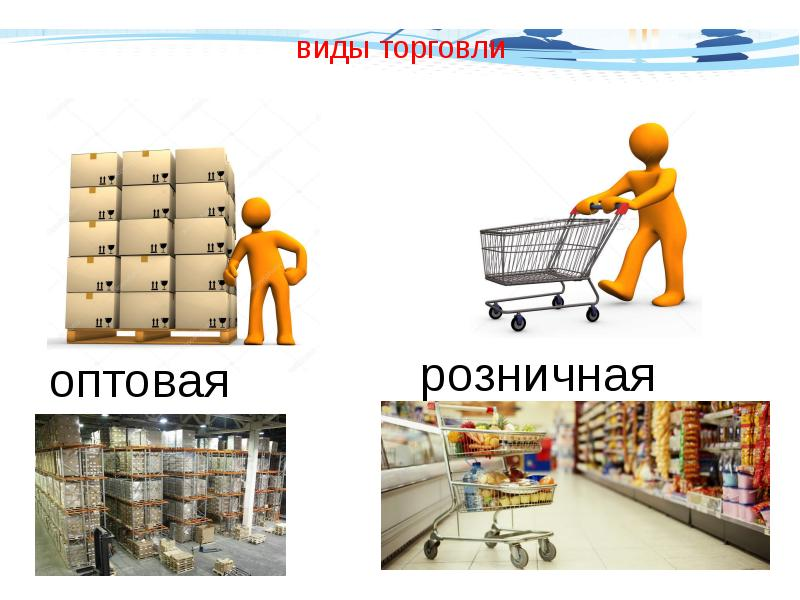 виды торговли
оптовая
розничная